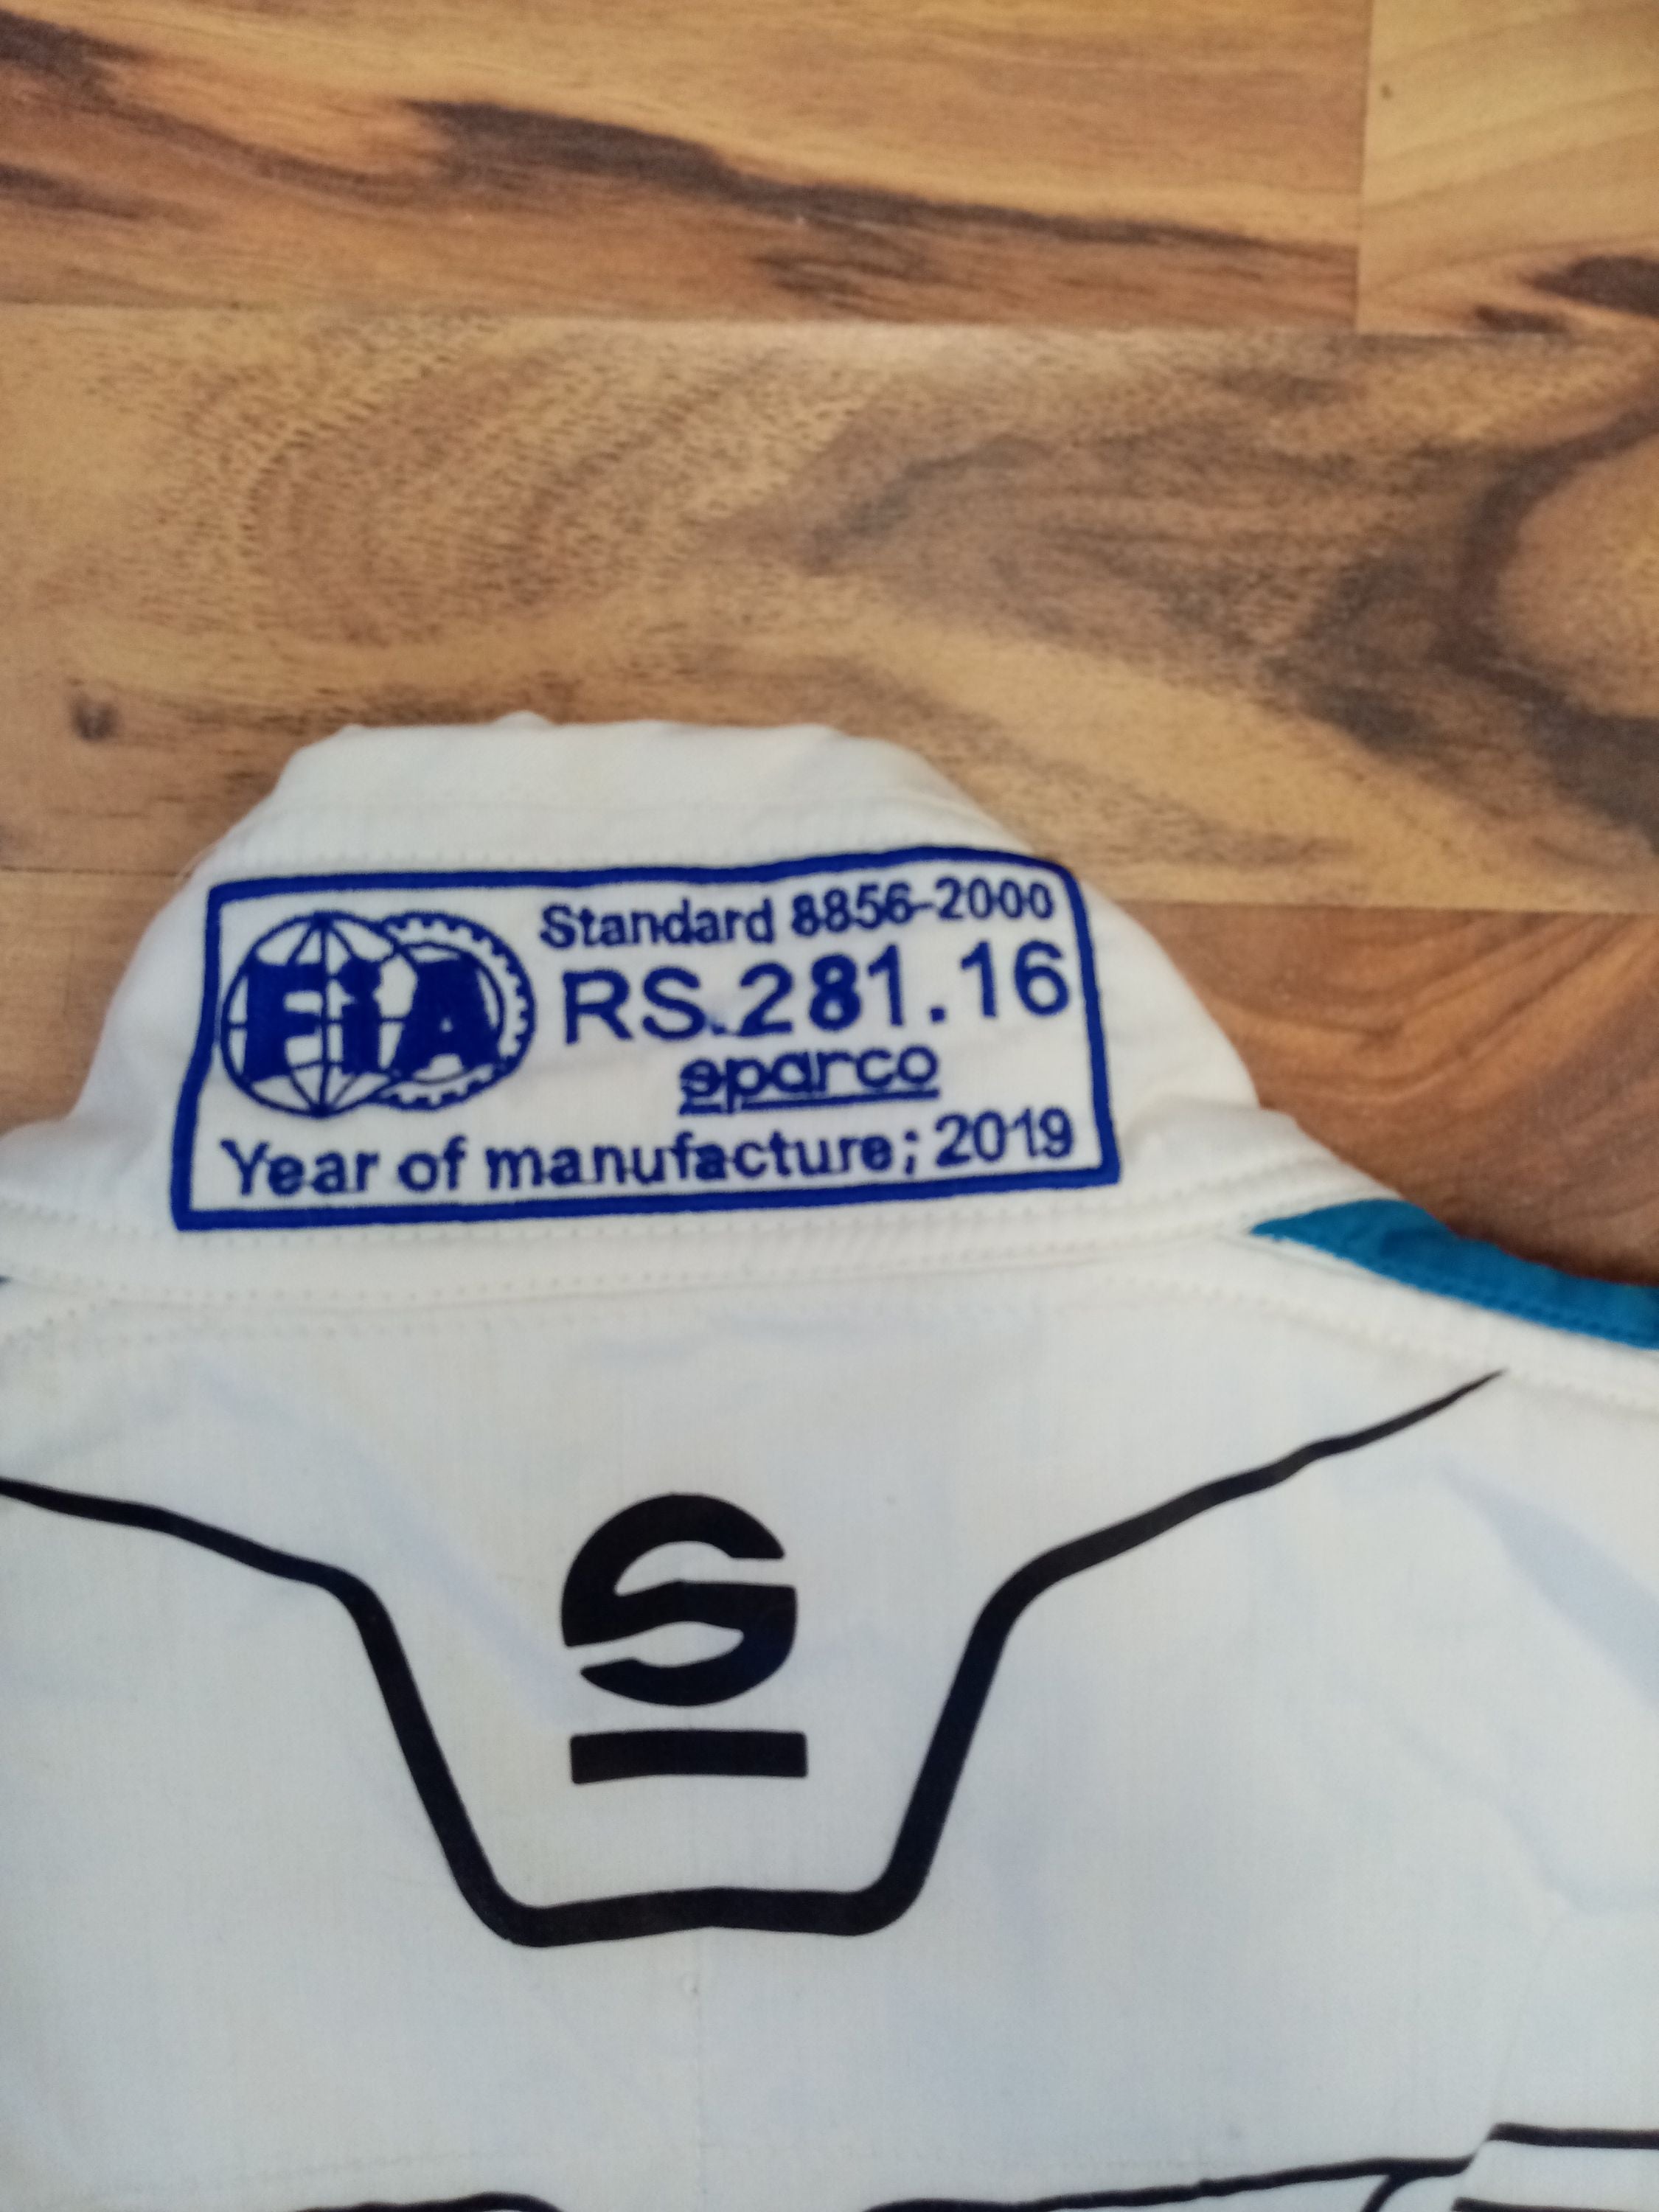 FiA
Standard 8856-2000
RS.281.16
sparco
Year of manufacture; 2019
S